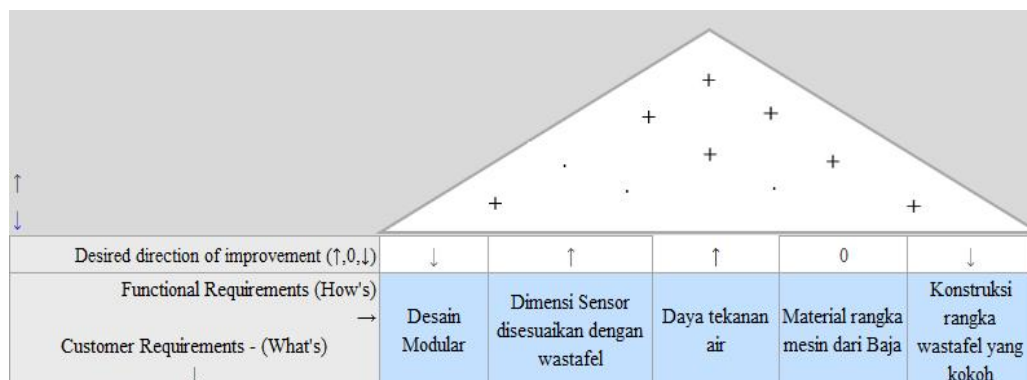 +
+ +
+
. +
. .
+ +
↑
↓
Desired direction of improvement (↑,0,↓) ↓ ↑ ↑ 0 ↓
Functional Requirements (How's)
→
Customer Requirements - (What's)
↓
Desain
Modular
Dimensi Sensor
disesuaikan dengan
wastafel
Daya tekanan
air
Material rangka
mesin dari Baja
Konstruksi
rangka
wastafel yang
kokoh